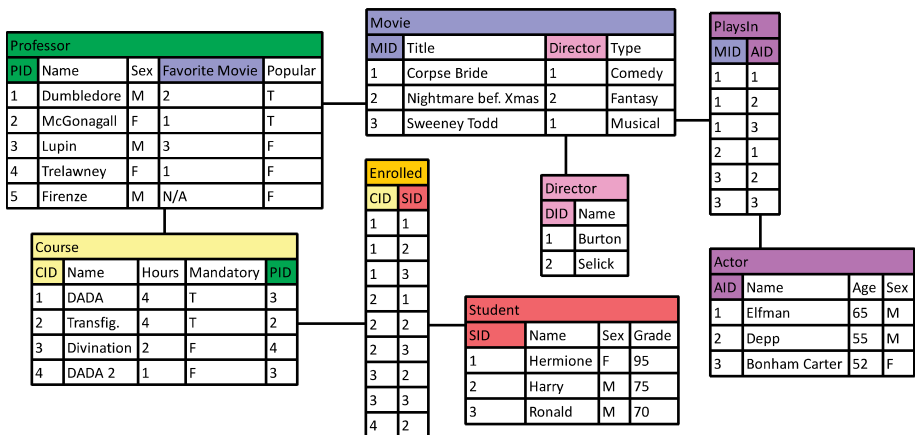 Professor
PID Name Sex Favorite Movie Popular
1 Dumbledore M 2 T
2 McGonagall F 1 T
3 Lupin M 3 F
4 Trelawney F 1 F
5 Firenze M N/A F
Movie
MID Title Director Type
1 Corpse Bride 1 Comedy
2 Nightmare bef. Xmas 2 Fantasy
3 Sweeney Todd 1 Musical
PlaysIn
MID AID
1 1
1 2
1 3
2 1
3 2
3 3
Course
CID Name Hours Mandatory PID
1 DADA 4 T 3
2 Transfig. 4 T 2
3 Divination 2 F 4
4 DADA 2 1 F 3
Enrolled
CID SID
1 1
1 2
1 3
2 1
2 2
2 3
3 2
3 3
4 2
Director
DID Name
1 Burton
2 Selick
Student
SID Name Sex Grade
1 Hermione F 95
2 Harry M 75
3 Ronald M 70
Actor
AID Name Age Sex
1 Elfman 65 M
2 Depp 55 M
3 Bonham Carter 52 F